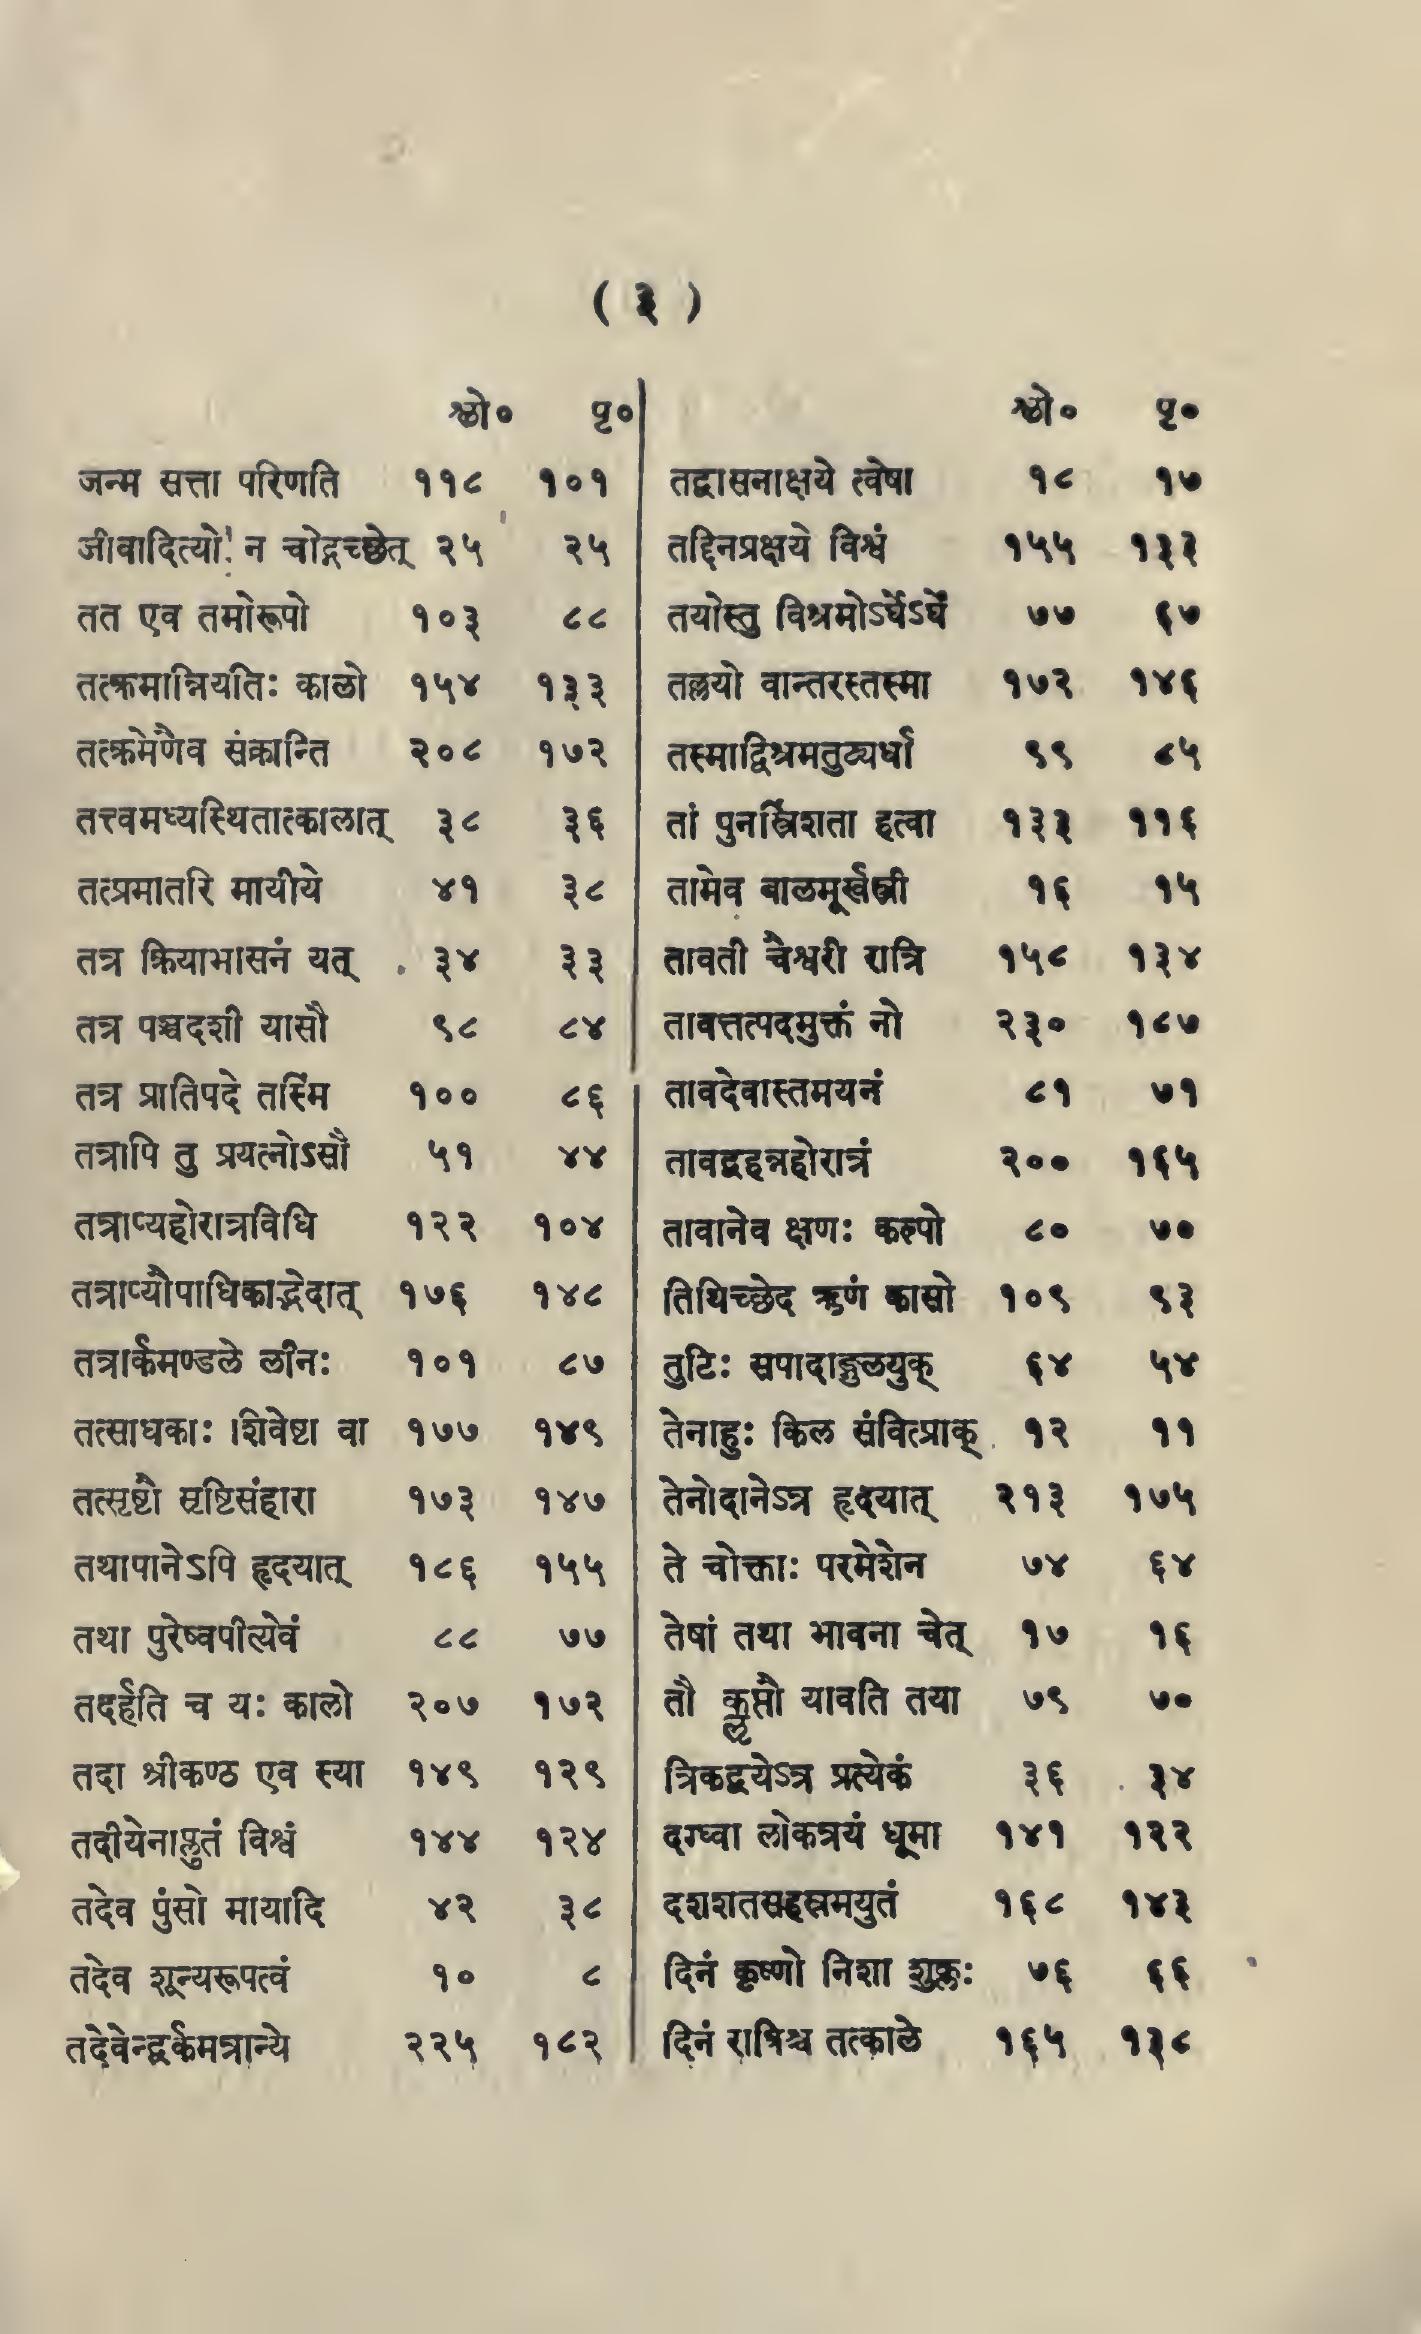 ( ३ )
श्लो० पृ०
जन्म सत्ता परिणति ११८ १०१
जीवादित्यो न चोद्गच्छेत् २५ २५
तत एव तमोरूपो १०३ ८८
तत्क्रमान्नियतिः कालो १५४ १३३
तत्क्रमेणैव संक्रान्ति २०८ १७२
तत्त्वमध्यस्थितात्कालात् ३८ ३६
तत्प्रमातरि मायीये ४१ ३८
तत्र क्रियाभासनं यत् ३४ ३३
तत्र पञ्चदशी यासौ ९८ ८४
तत्र प्रातिपदे तस्मिं १०० ८६
तत्रापि तु प्रयत्नोऽसौ ५१ ४४
तत्राप्यहोरात्रविधि १२२ १०४
तत्राप्यौपाधिकाद्भेदात् १७६ १४८
तत्रार्कमण्डले लीनः १०१ ८७
तत्साधकाः शिवेष्टा वा १७७ १४९
तत्सृष्टौ सृष्टिसंहारा १७३ १४७
तथापानेऽपि हृदयात् १८६ १५५
तथा पुरेष्वपीत्येवं ८८ ७७
तदर्हति च यः कालो २०७ १७२
तदा श्रीकण्ठ एव स्या १४९ १२९
तदीयेनाप्लुतं विश्वं १४४ १२४
तदेव पुंसो मायादि ४२ ३८
तदेव शून्यरूपत्वं १० ८
तदेवेन्द्वर्कमत्रान्ये २२५ १८२
श्लो० पृ०
तद्वासनाक्षये त्वेषा १८ १७
तद्दिनप्रक्षये विश्वं १५५ १३३
तयोस्तु विश्रमोऽर्घेऽर्घे ७७ ६७
तल्लयो वान्तरस्तस्मा १७२ १४६
तस्माद्विश्रमतुट्यर्धा ९९ ८५
तां पुनस्त्रिंशता हृत्वा १३३ ११६
तामेव बालमूर्खस्त्री १६ १५
तावती चैश्वरी रात्रि १५८ १३४
तावत्तत्पदमुक्तं नो २३० १८७
तावदेवास्तमयनं ८१ ७१
तावद्वहन्नहोरात्रं २०० १६५
तावानेव क्षणः कल्पो ८० ७०
तिथिच्छेद ऋणं कासो १०९ ९३
तुटिः सपादाङ्गुलयुक् ६४ ५४
तेनाहुः किल संवित्प्राक् १२ ११
तेनोदानेऽत्र हृदयात् २१३ १७५
ते चोक्ताः परमेशेन ७४ ६४
तेषां तथा भावना चेत् १७ १६
तौ कॢप्तौ यावति तया ७९ ७०
त्रिकद्वयेऽत्र प्रत्येकं ३६ ३४
दग्ध्वा लोकत्रयं धूमा १४१ १२२
दशशतसहस्रमयुतं १६८ १४३
दिनं कृष्णो निशा शुक्लः ७६ ६६
दिनं रात्रिश्च तत्काले १६५ १३८